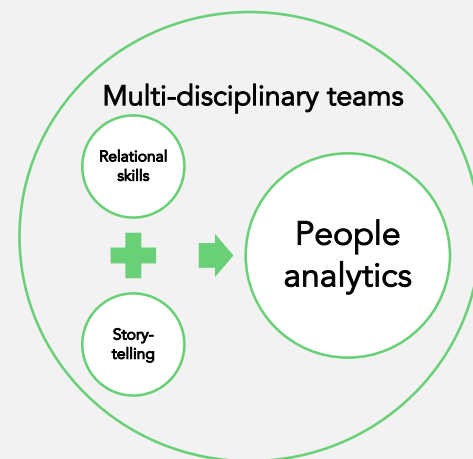 Multi-disciplinary teams
Relational
skills
People
analytics
Story-
telling